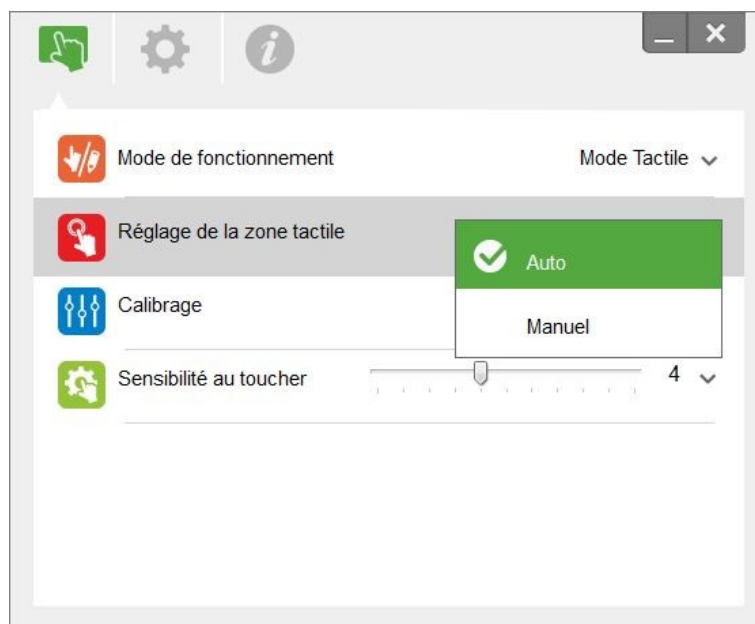 Mode de fonctionnement Mode Tactile
Réglage de la zone tactile
Auto
Calibrage
Manuel
Sensibilité au toucher 4